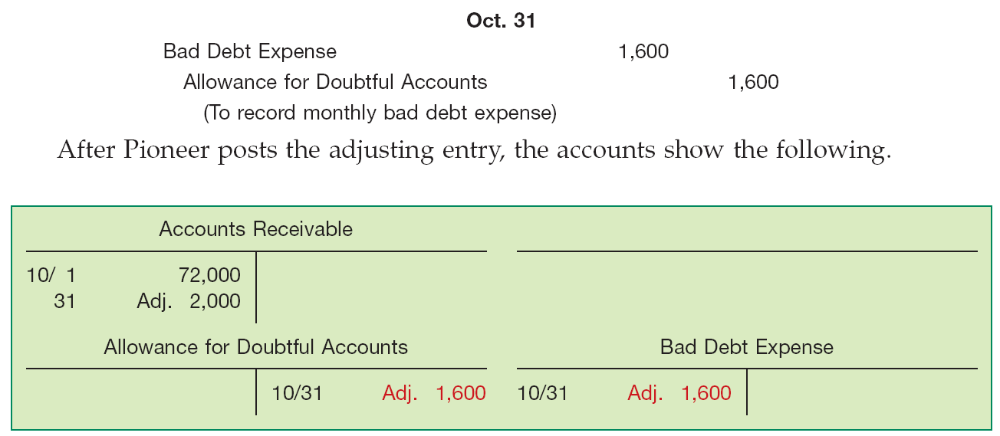 Oct. 31
Bad Debt Expense 1,600
Allowance for Doubtful Accounts 1,600
(To record monthly bad debt expense)
After Pioneer posts the adjusting entry, the accounts show the following.
Accounts Receivable
10/ 1 72,000
31 Adj. 2,000
Allowance for Doubtful Accounts Bad Debt Expense
10/31 Adj. 1,600 10/31 Adj. 1,600